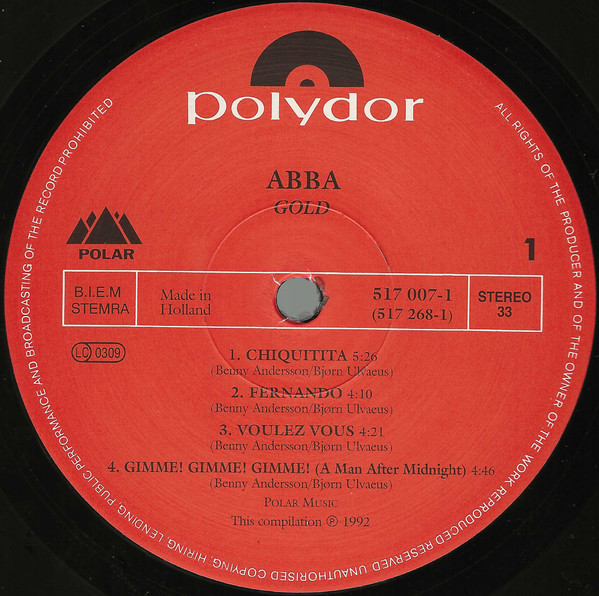 polydor
ABBA
GOLD
POLAR
1
B.I.E.M
STEMRA
Made in
Holland
517 007-1
(517 268-1)
STEREO
33
LC 0309
1. CHIQUITITA 5:26
(Benny Andersson/Bjørn Ulvaeus)
2. FERNANDO 4:10
(Benny Andersson/Bjørn Ulvaeus)
3. VOULEZ VOUS 4:21
(Benny Andersson/Bjørn Ulvaeus)
4. GIMME! GIMME! GIMME! (A Man After Midnight) 4:46
(Benny Andersson/Bjørn Ulvaeus)
POLAR MUSIC
This compilation ℗ 1992
ALL RIGHTS OF THE PRODUCER AND OF THE OWNER OF THE WORK REPRODUCED RESERVED UNAUTHORISED COPYING, HIRING, LENDING, PUBLIC PERFORMANCE AND BROADCASTING OF THE RECORD PROHIBITED